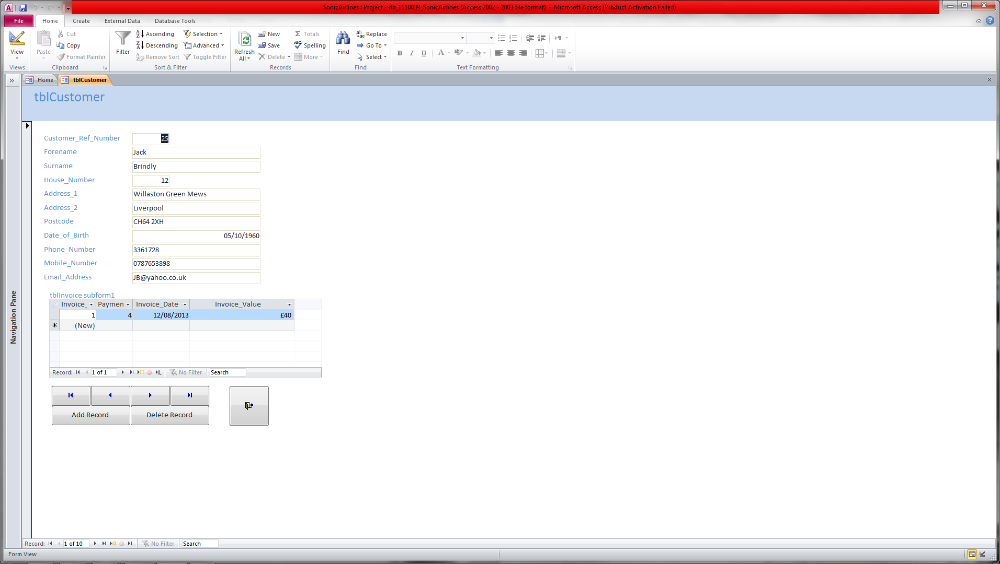 SonicAirlines : Project - db_1110039_SonicAirlines (Access 2002 - 2003 file format) - Microsoft Access (Product Activation Failed)
File Home Create External Data Database Tools
View
Views
Paste
Cut
Copy
Format Painter
Clipboard
Filter
Ascending
Descending
Remove Sort
Selection
Advanced
Toggle Filter
Sort & Filter
Refresh
All
New
Save
Delete
Totals
Spelling
More
Records
Find
Replace
Go To
Select
Find
B I U A
Text Formatting
Home tblCustomer
tblCustomer
Navigation Pane
Customer_Ref_Number 25
Forename Jack
Surname Brindly
House_Number 12
Address_1 Willaston Green Mews
Address_2 Liverpool
Postcode CH64 2XH
Date_of_Birth 05/10/1960
Phone_Number 3361728
Mobile_Number 0787653898
Email_Address JB@yahoo.co.uk
tblInvoice subform1
Invoice_ Paymen Invoice_Date Invoice_Value
1 4 12/08/2013 £40
(New)
Record: 1 of 1 No Filter Search
Add Record Delete Record
Record: 1 of 10 No Filter Search
Form View